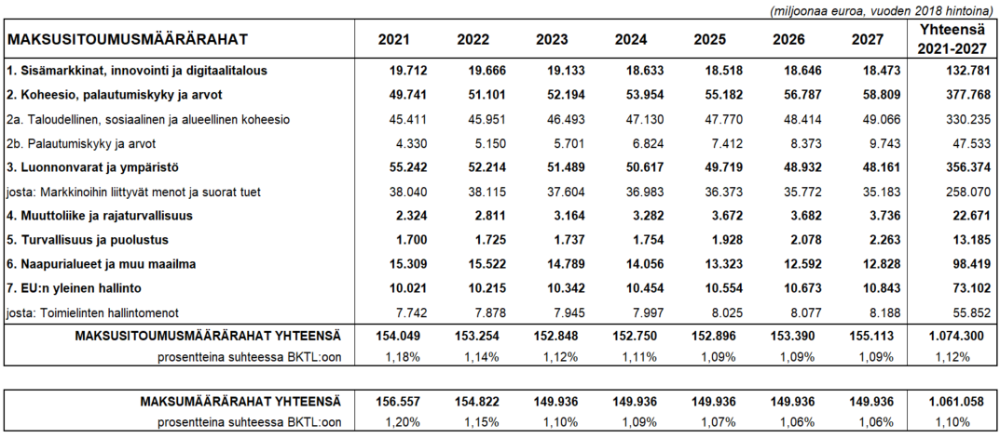 (miljoonaa euroa, vuoden 2018 hintoina)
MAKSUSITOUMUSMÄÄRÄRAHAT 2021 2022 2023 2024 2025 2026 2027 Yhteensä 2021-2027
1. Sisämarkkinat, innovointi ja digitaalitalous 19.712 19.666 19.133 18.633 18.518 18.646 18.473 132.781
2. Koheesio, palautumiskyky ja arvot 49.741 51.101 52.194 53.954 55.182 56.787 58.809 377.768
2a. Taloudellinen, sosiaalinen ja alueellinen koheesio 45.411 45.951 46.493 47.130 47.770 48.414 49.066 330.235
2b. Palautumiskyky ja arvot 4.330 5.150 5.701 6.824 7.412 8.373 9.743 47.533
3. Luonnonvarat ja ympäristö 55.242 52.214 51.489 50.617 49.719 48.932 48.161 356.374
josta: Markkinoihin liittyvät menot ja suorat tuet 38.040 38.115 37.604 36.983 36.373 35.772 35.183 258.070
4. Muuttoliike ja rajaturvallisuus 2.324 2.811 3.164 3.282 3.672 3.682 3.736 22.671
5. Turvallisuus ja puolustus 1.700 1.725 1.737 1.754 1.928 2.078 2.263 13.185
6. Naapurialueet ja muu maailma 15.309 15.522 14.789 14.056 13.323 12.592 12.828 98.419
7. EU:n yleinen hallinto 10.021 10.215 10.342 10.454 10.554 10.673 10.843 73.102
josta: Toimielinten hallintomenot 7.742 7.878 7.945 7.997 8.025 8.077 8.188 55.852
MAKSUSITOUMUSMÄÄRÄRAHAT YHTEENSÄ 154.049 153.254 152.848 152.750 152.896 153.390 155.113 1.074.300
prosentteina suhteessa BKTL:oon 1,18% 1,14% 1,12% 1,11% 1,09% 1,09% 1,09% 1,12%
MAKSUMÄÄRÄRAHAT YHTEENSÄ 156.557 154.822 149.936 149.936 149.936 149.936 149.936 1.061.058
prosentteina suhteessa BKTL:oon 1,20% 1,15% 1,10% 1,09% 1,07% 1,06% 1,06% 1,10%